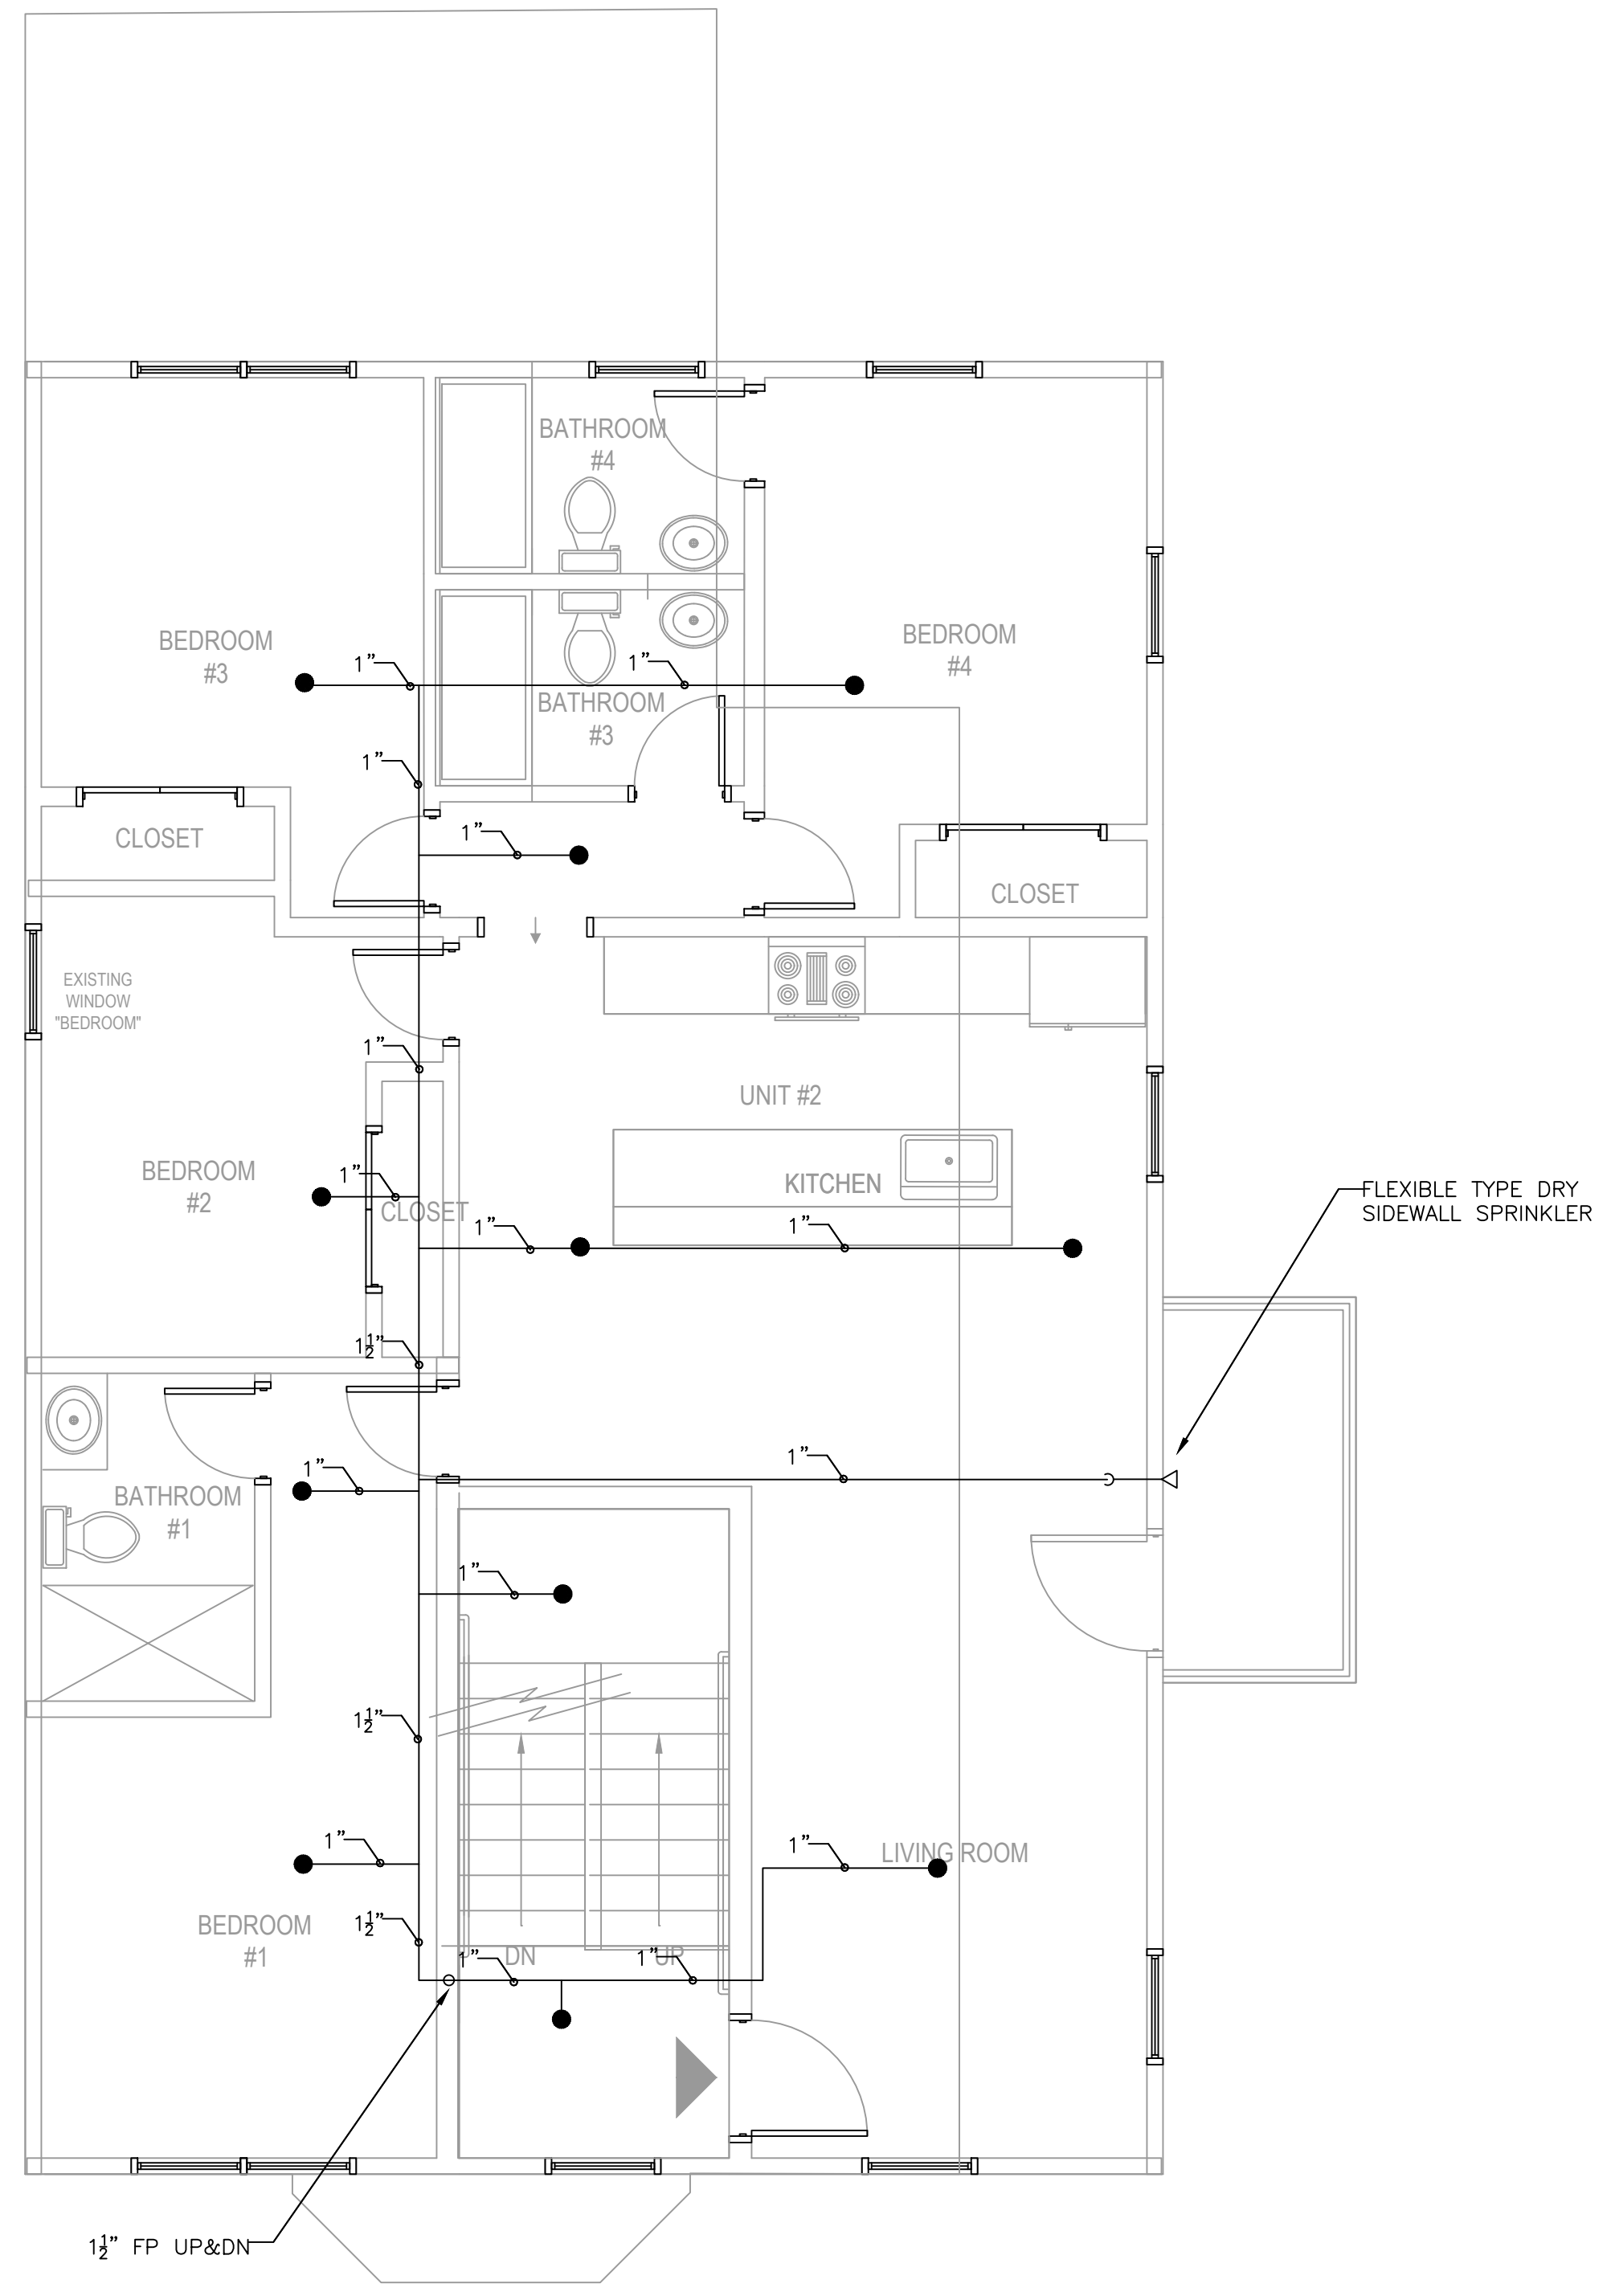 BATHROOM
#4
BEDROOM
#3
BEDROOM
#4
1"
1"
BATHROOM
#3
1"
1"
CLOSET
CLOSET
EXISTING
WINDOW
"BEDROOM"
1"
UNIT #2
BEDROOM
#2
1"
KITCHEN
CLOSET
FLEXIBLE TYPE DRY
SIDEWALL SPRINKLER
1"
1"
1½"
1"
1"
BATHROOM
#1
1"
1½"
1"
1"
LIVING ROOM
BEDROOM
#1
1½"
1"
DN
1"
UP
1½" FP UP&DN